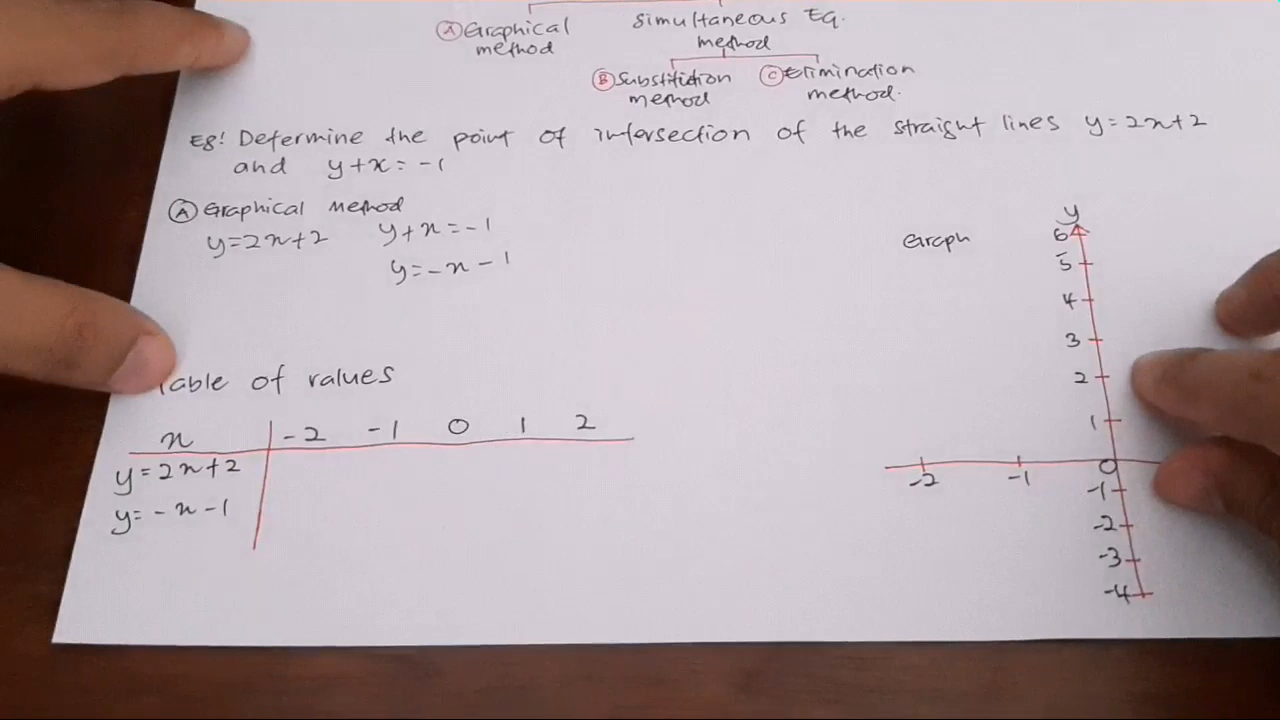 Ⓐ Graphical method
Simultaneous Eq. method
Ⓑ Substitution method
Ⓒ Elimination method.
Eg: Determine the point of intersection of the straight lines y=2x+2
and y+x=-1
Ⓐ Graphical method
y=2x+2 y+x=-1
y=-x-1
Graph
Table of values
x -2 -1 0 1 2
y=2x+2
y=-x-1
y
6
5
4
3
2
1
-2 -1 0
-1
-2
-3
-4